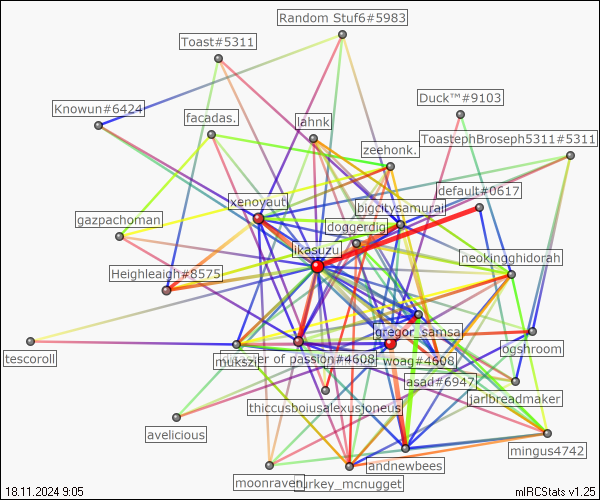 Random Stuf6#5983
Toast#5311
Duck™#9103
Knowun#6424
facadas.
lahnk
ToastephBroseph5311#5311
zeehonk.
default#0617
xenovaut
bigcitysamurai
gazpachoman
doggerdig
ikasuzu
neokingghidorah
Heighleaigh#8575
gregor_samsa
ogshroom
tescoroll
mukszi
er of passion#4608
woag#4608
asad#6947
jarlbreadmaker
thiccusboiusalexusjoneus
avelicious
mingus4742
andnewbees
moonraven
turkey_mcnugget
18.11.2024 9:05
mIRCStats v1.25